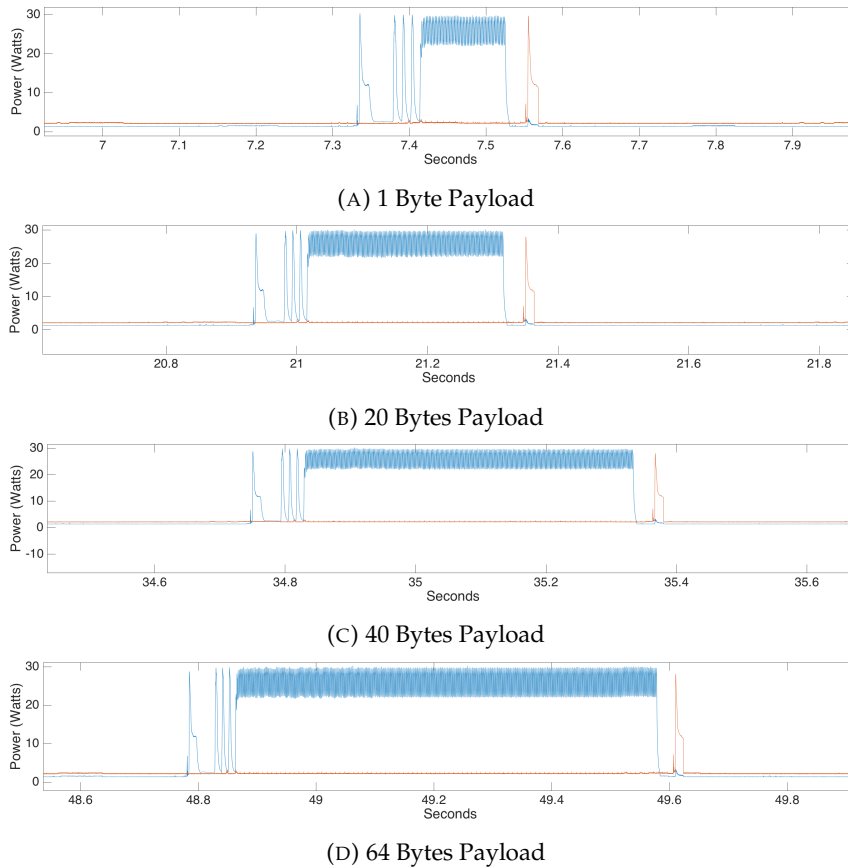 30
20
10
0
Power (Watts)
7 7.1 7.2 7.3 7.4 7.5 7.6 7.7 7.8 7.9
Seconds
(A) 1 Byte Payload
30
20
10
0
Power (Watts)
20.8 21 21.2 21.4 21.6 21.8
Seconds
(B) 20 Bytes Payload
30
20
10
0
-10
Power (Watts)
34.6 34.8 35 35.2 35.4 35.6
Seconds
(C) 40 Bytes Payload
30
20
10
0
Power (Watts)
48.6 48.8 49 49.2 49.4 49.6 49.8
Seconds
(D) 64 Bytes Payload